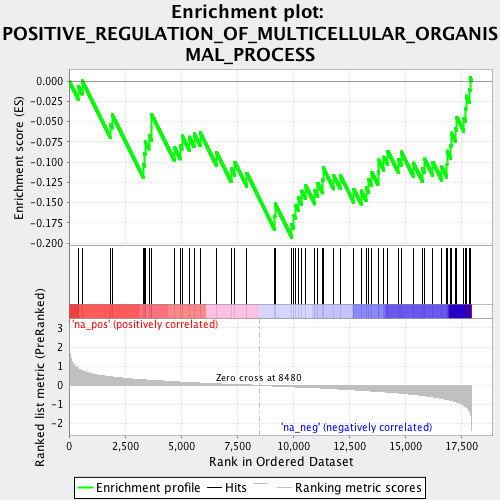 Enrichment plot:
POSITIVE_REGULATION_OF_MULTICELLULAR_ORGANIS
MAL_PROCESS
Enrichment score (ES)
0.000
-0.025
-0.050
-0.075
-0.100
-0.125
-0.150
-0.175
-0.200
Ranked list metric (PreRanked)
'na_pos' (positively correlated)
3
2
1
0
-1
-2
Zero cross at 8480
'na_neg' (negatively correlated)
0
2,500
5,000
7,500
10,000
12,500
15,000
17,500
Rank in Ordered Dataset
Enrichment profile
Hits
Ranking metric scores